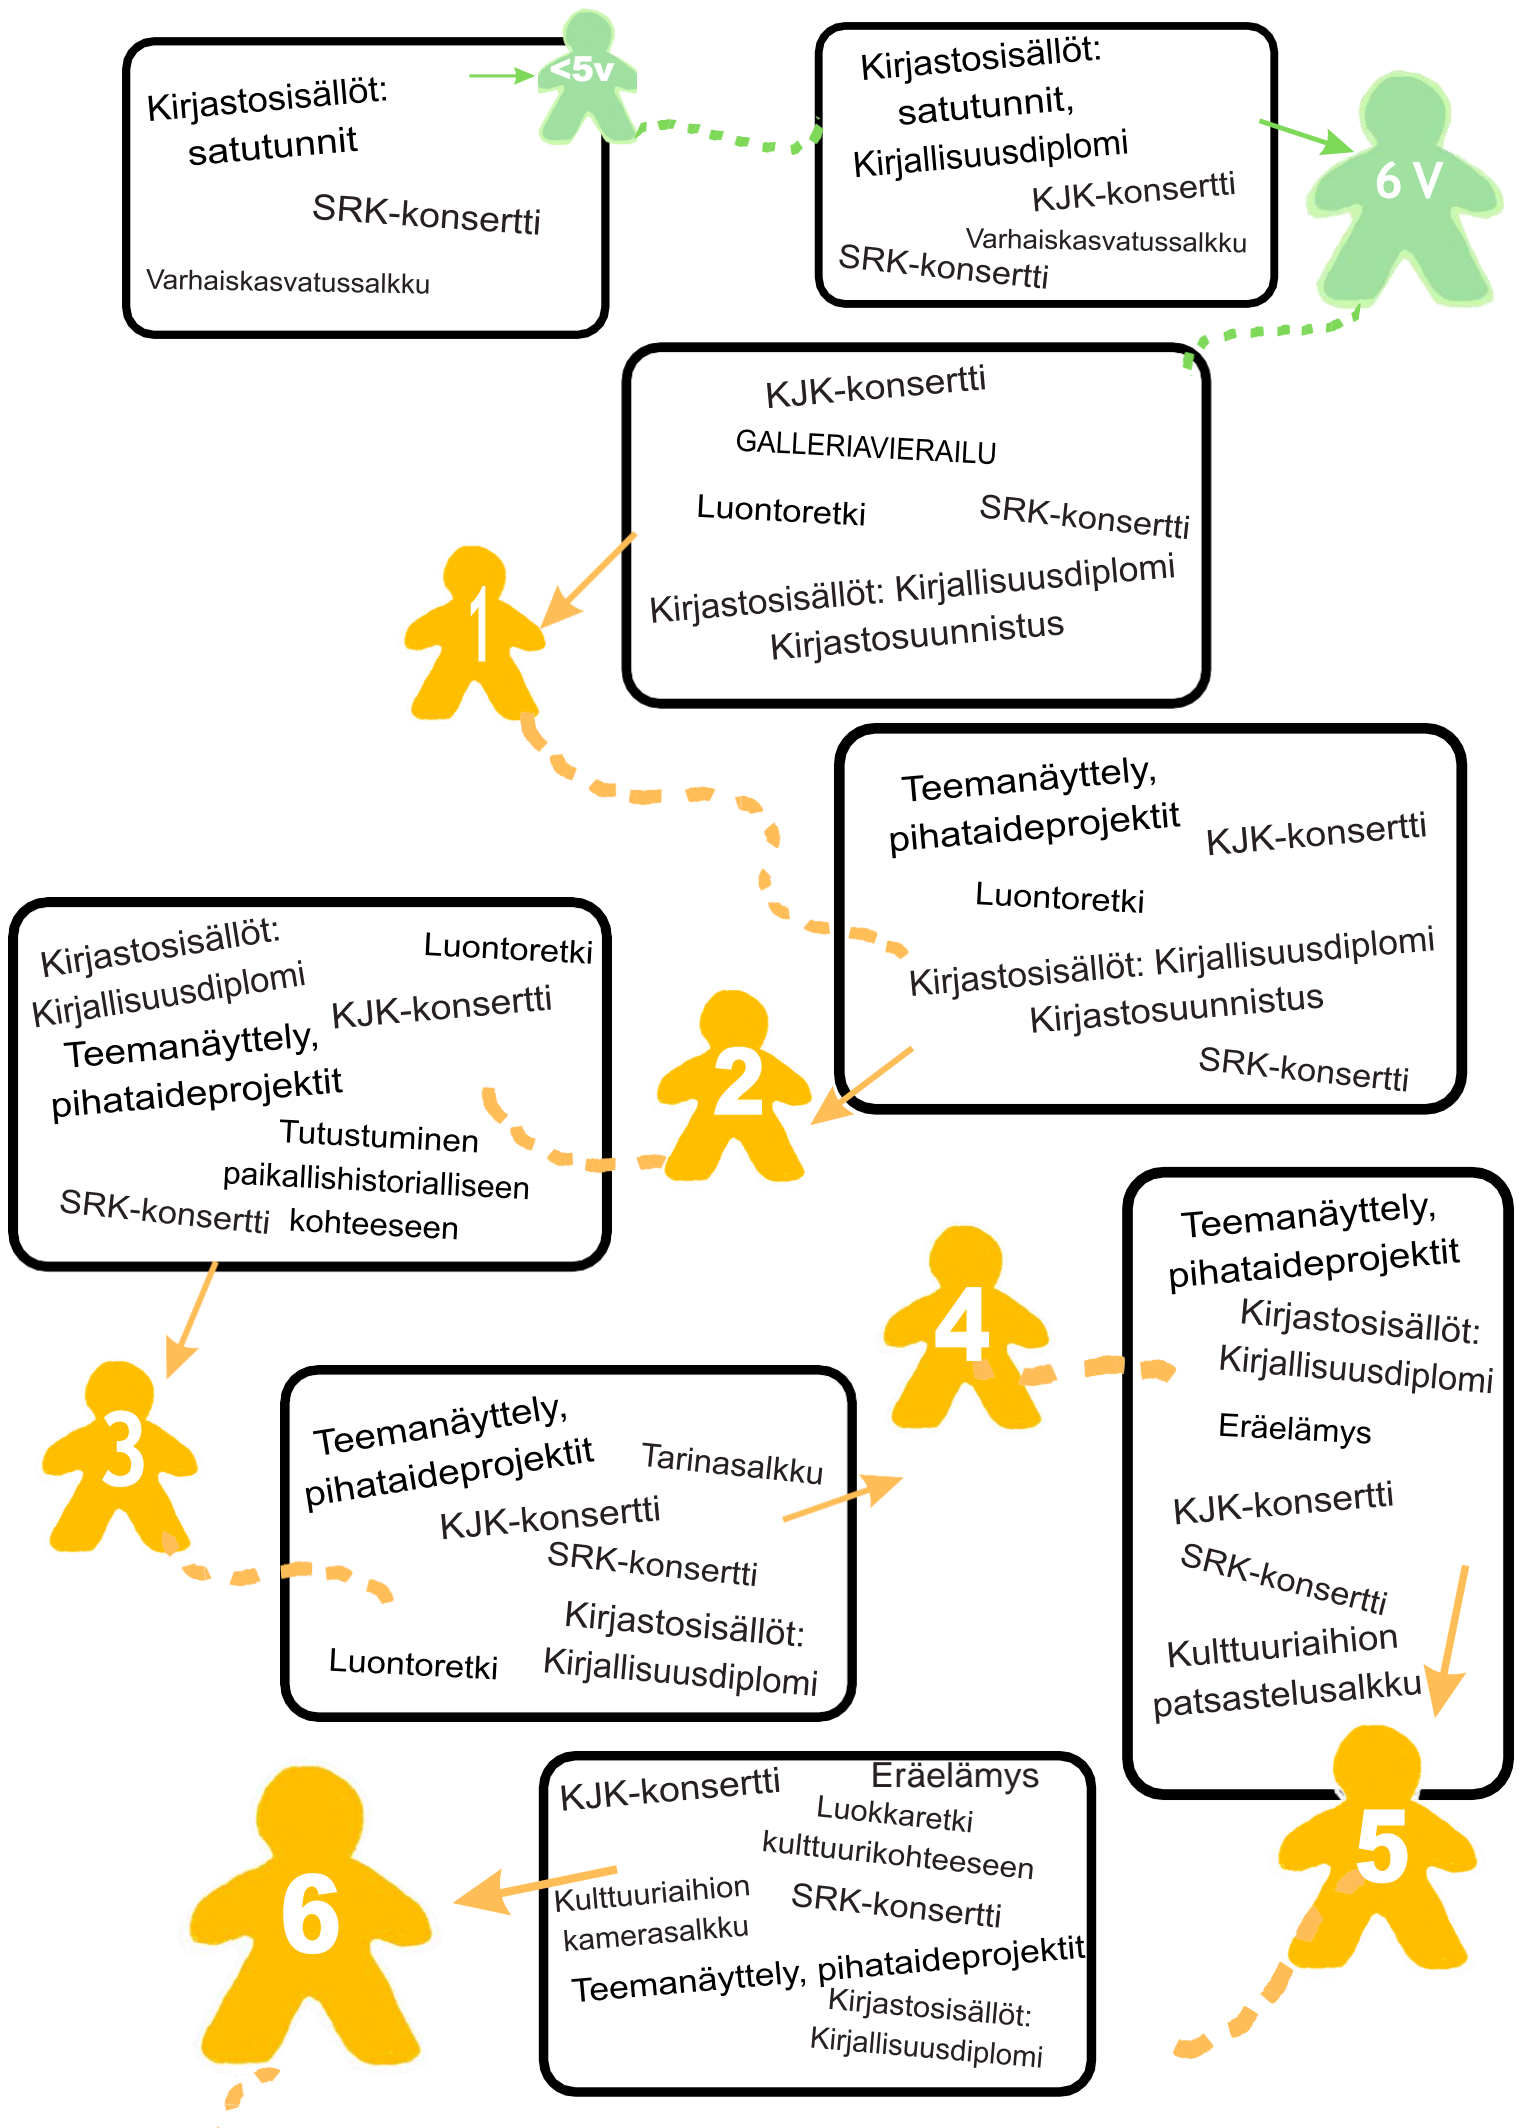 Kirjastosisällöt:
satutunnit
SRK-konsertti
Varhaiskasvatussalkku
<5v
Kirjastosisällöt:
satutunnit,
Kirjallisuusdiplomi
KJK-konsertti
Varhaiskasvatussalkku
SRK-konsertti
6 V
KJK-konsertti
GALLERIAVIERAILU
Luontoretki
SRK-konsertti
Kirjastosisällöt: Kirjallisuusdiplomi
Kirjastosuunnistus
1
Teemanäyttely,
pihataideprojektit
KJK-konsertti
Luontoretki
Kirjastosisällöt: Kirjallisuusdiplomi
Kirjastosuunnistus
SRK-konsertti
2
Kirjastosisällöt:
Kirjallisuusdiplomi
Luontoretki
KJK-konsertti
Teemanäyttely,
pihataideprojektit
Tutustuminen
paikallishistorialliseen
kohteeseen
SRK-konsertti
3
Teemanäyttely,
pihataideprojektit
Tarinasalkku
KJK-konsertti
SRK-konsertti
Kirjastosisällöt:
Kirjallisuusdiplomi
Luontoretki
4
Teemanäyttely,
pihataideprojektit
Kirjastosisällöt:
Kirjallisuusdiplomi
Eräelämys
KJK-konsertti
SRK-konsertti
Kulttuuriaihion
patsastelusalkku
5
KJK-konsertti
Eräelämys
Luokkaretki
kulttuurikohteeseen
Kulttuuriaihion
kamerasalkku
SRK-konsertti
Teemanäyttely, pihataideprojektit
Kirjastosisällöt:
Kirjallisuusdiplomi
6